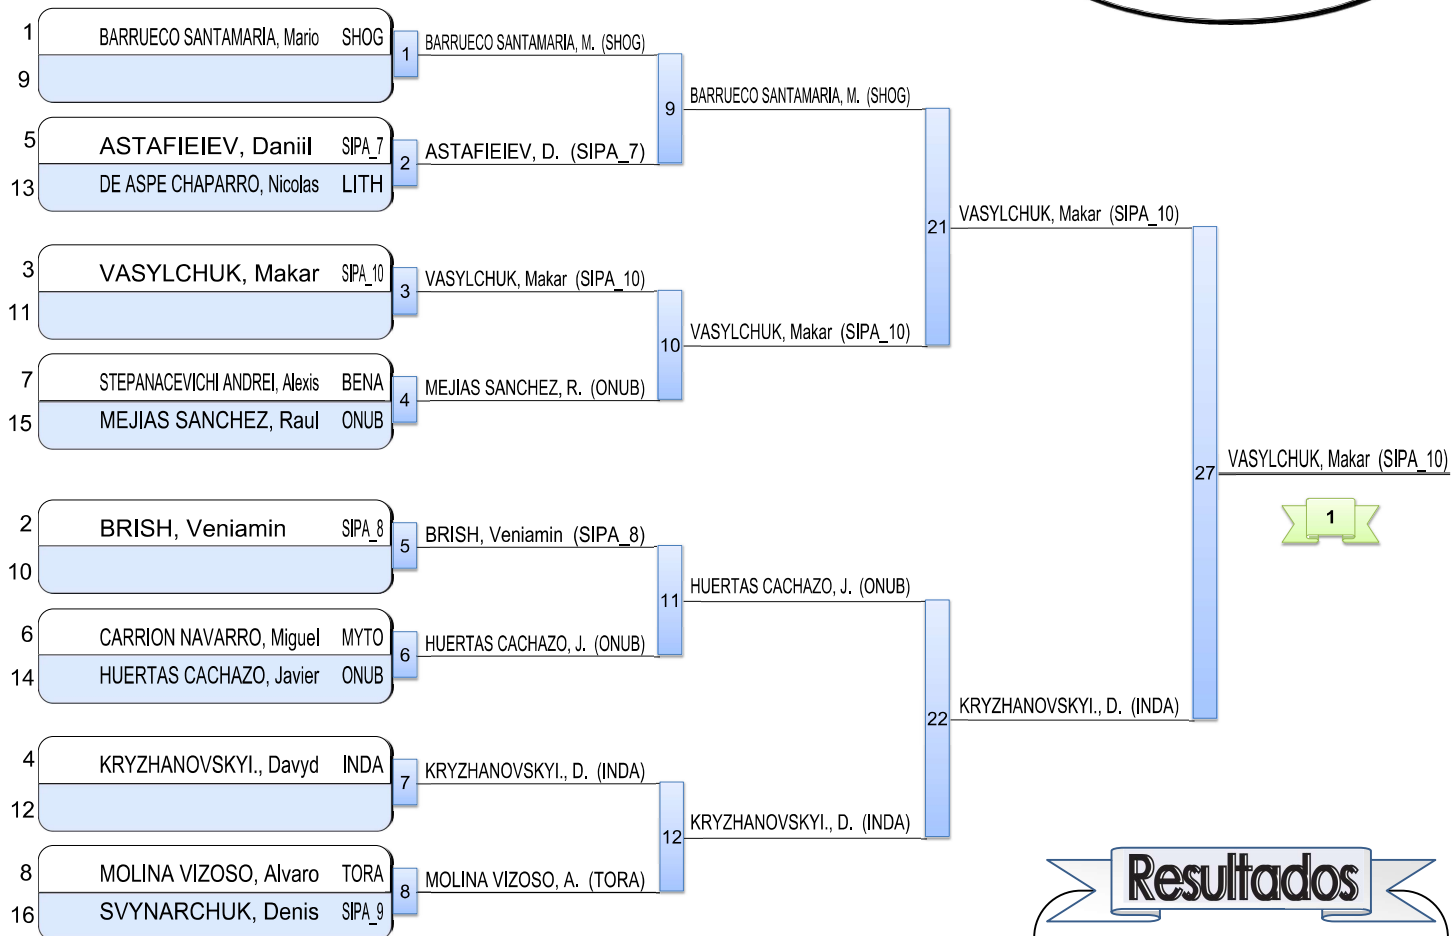 1 BARRUECO SANTAMARIA, Mario SHOG
9
1 BARRUECO SANTAMARIA, M. (SHOG)
5 ASTAFIEIEV, Daniil SIPA_7
13 DE ASPE CHAPARRO, Nicolas LITH
2 ASTAFIEIEV, D. (SIPA_7)
9 BARRUECO SANTAMARIA, M. (SHOG)
3 VASYLCHUK, Makar SIPA_10
11
3 VASYLCHUK, Makar (SIPA_10)
7 STEPANACEVICHI ANDREI, Alexis BENA
15 MEJIAS SANCHEZ, Raul ONUB
4 MEJIAS SANCHEZ, R. (ONUB)
10 VASYLCHUK, Makar (SIPA_10)
21 VASYLCHUK, Makar (SIPA_10)
2 BRISH, Veniamin SIPA_8
10
5 BRISH, Veniamin (SIPA_8)
6 CARRION NAVARRO, Miguel MYTO
14 HUERTAS CACHAZO, Javier ONUB
6 HUERTAS CACHAZO, J. (ONUB)
11 HUERTAS CACHAZO, J. (ONUB)
4 KRYZHANOVSKYI., Davyd INDA
12
7 KRYZHANOVSKYI., D. (INDA)
8 MOLINA VIZOSO, Alvaro TORA
16 SVYNARCHUK, Denis SIPA_9
8 MOLINA VIZOSO, A. (TORA)
12 KRYZHANOVSKYI., D. (INDA)
22 KRYZHANOVSKYI., D. (INDA)
27 VASYLCHUK, Makar (SIPA_10)
1
Resultados